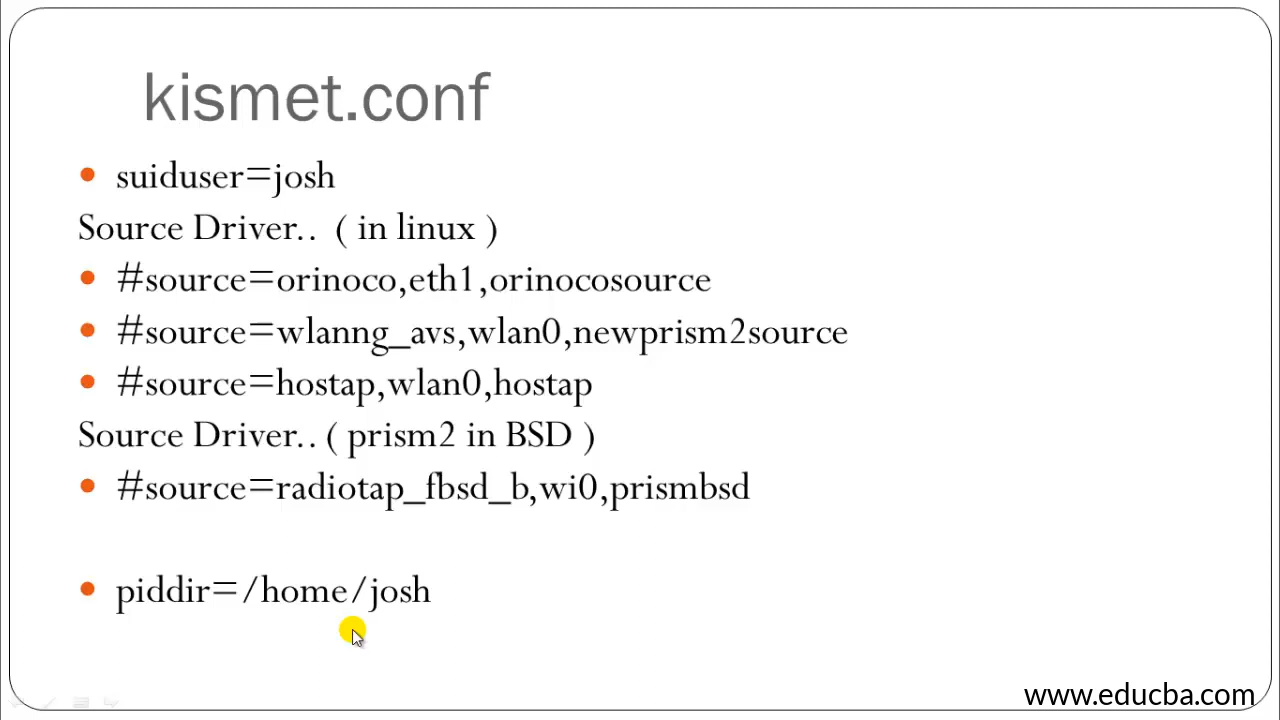 kismet.conf
suiduser=josh
Source Driver.. ( in linux )
#source=orinoco,eth1,orinocosource
#source=wlanng_avs,wlan0,newprism2source
#source=hostap,wlan0,hostap
Source Driver.. ( prism2 in BSD )
#source=radiotap_fbsd_b,wi0,prismbsd
piddir=/home/josh
www.educba.com